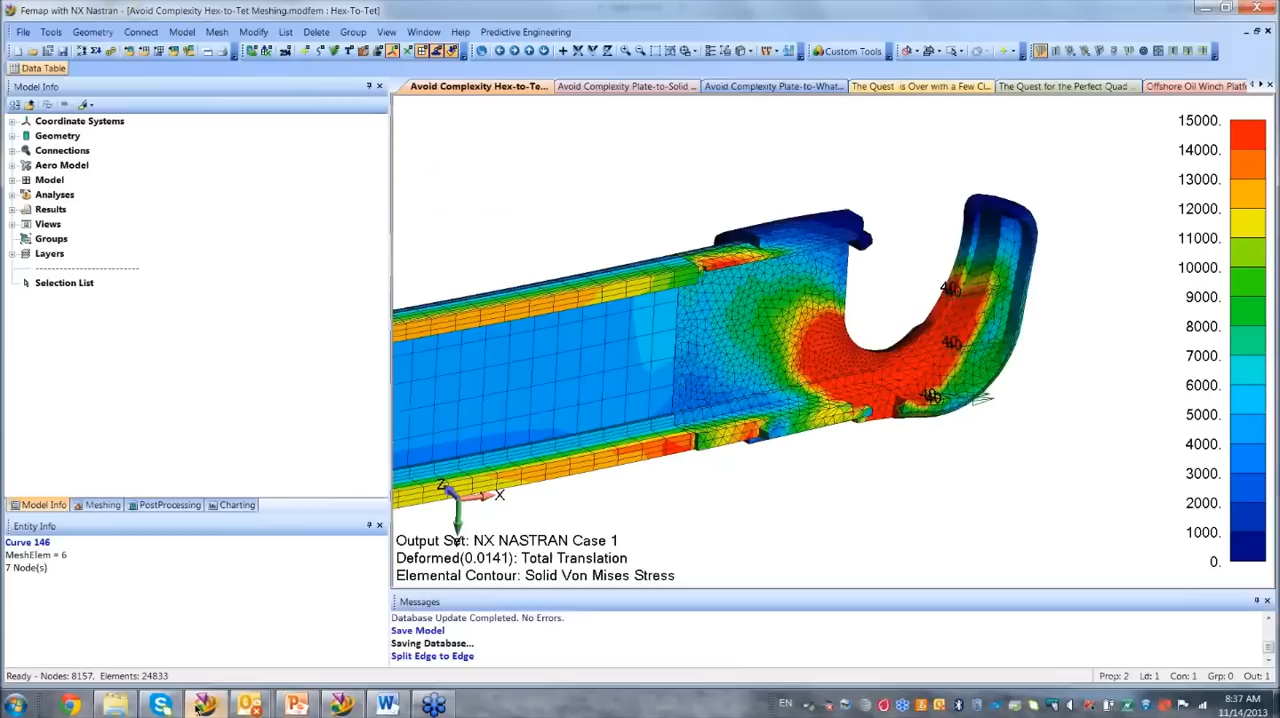 Femap with NX Nastran - [Avoid Complexity Hex-to-Tet Meshing.modfem : Hex-To-Tet]
File Tools Geometry Connect Model Mesh Modify List Delete Group View Window Help Predictive Engineering
Custom Tools
Data Table
Model Info
Avoid Complexity Hex-to-Te... Avoid Complexity Plate-to-Solid ... Avoid Complexity Plate-to-What... The Quest is Over with a Few Cl... The Quest for the Perfect Quad ... Offshore Oil Winch Platf
Coordinate Systems
Geometry
Connections
Aero Model
Model
Analyses
Results
Views
Groups
Layers
Selection List
15000.
14000.
13000.
12000.
11000.
10000.
9000.
8000.
7000.
6000.
5000.
4000.
3000.
2000.
1000.
0.
40
40
40
40
40
40
Z
X
Output Set: NX NASTRAN Case 1
Deformed(0.0141): Total Translation
Elemental Contour: Solid Von Mises Stress
Model Info Meshing PostProcessing Charting
Entity Info
Curve 146
MeshElem = 6
7 Node(s)
Messages
Database Update Completed. No Errors.
Save Model
Saving Database...
Split Edge to Edge
Ready - Nodes: 8157, Elements: 24833
Prop: 2 Ld: 1 Con: 1 Grp: 0 Out: 1
EN
8:37 AM
11/14/2013